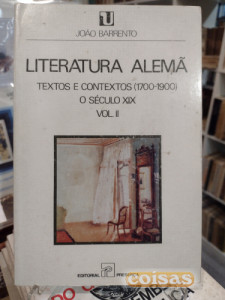 U
JOÃO BARRENTO
LITERATURA ALEMÃ
TEXTOS E CONTEXTOS (1700-1900)
O SÉCULO XIX
VOL. II
EDITORIAL
coisas